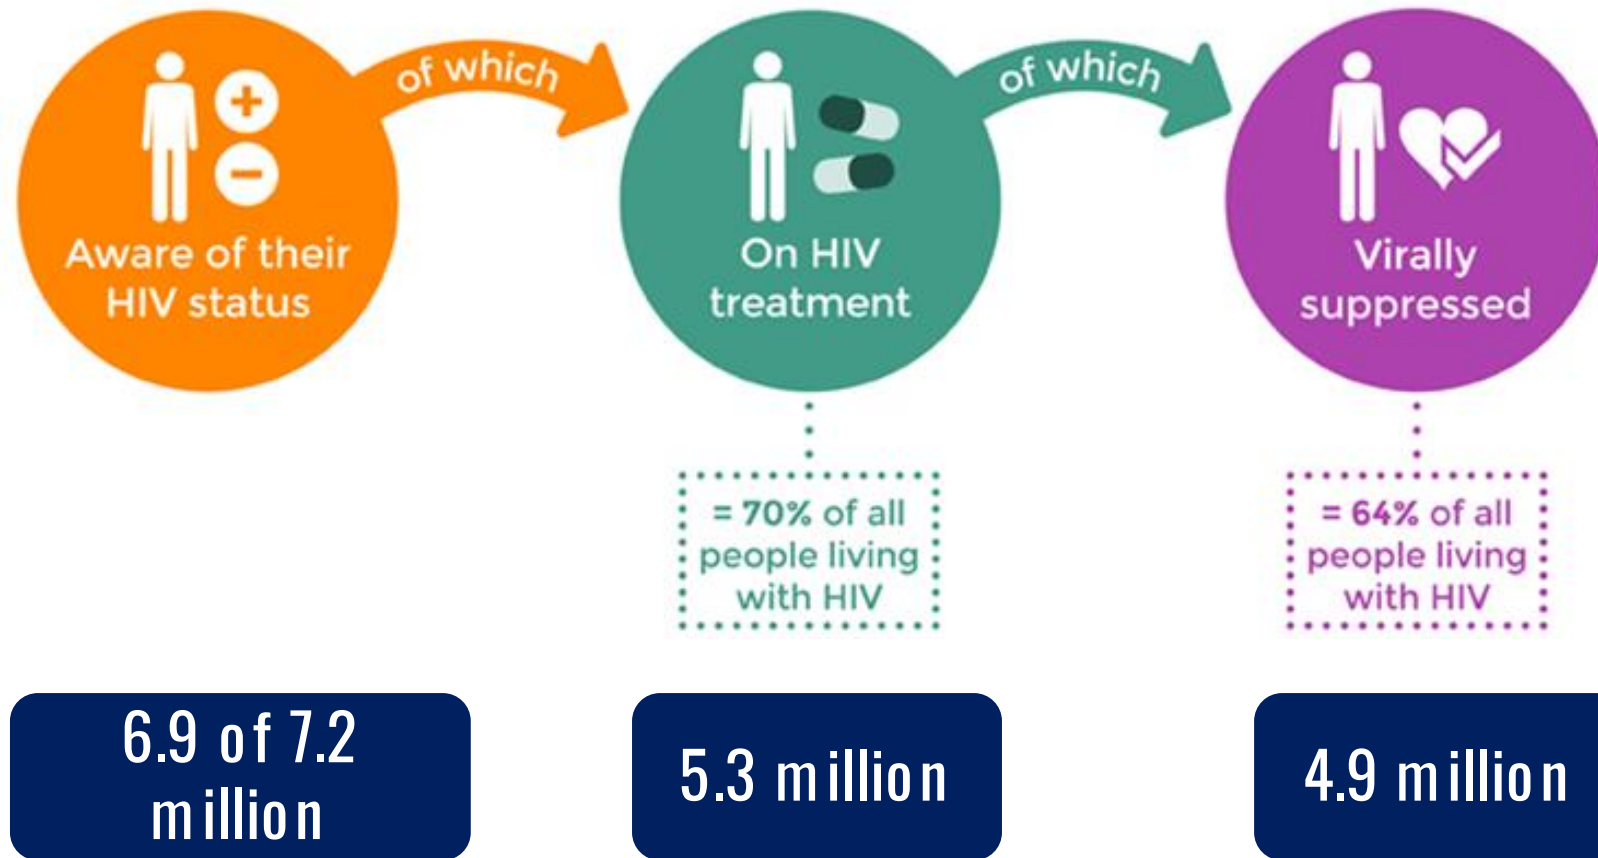 of which
of which
Aware of their
HIV status
On HIV
treatment
Virally
suppressed
= 70% of all
people living
with HIV
= 64% of all
people living
with HIV
6.9 of 7.2
million
5.3 million
4.9 million